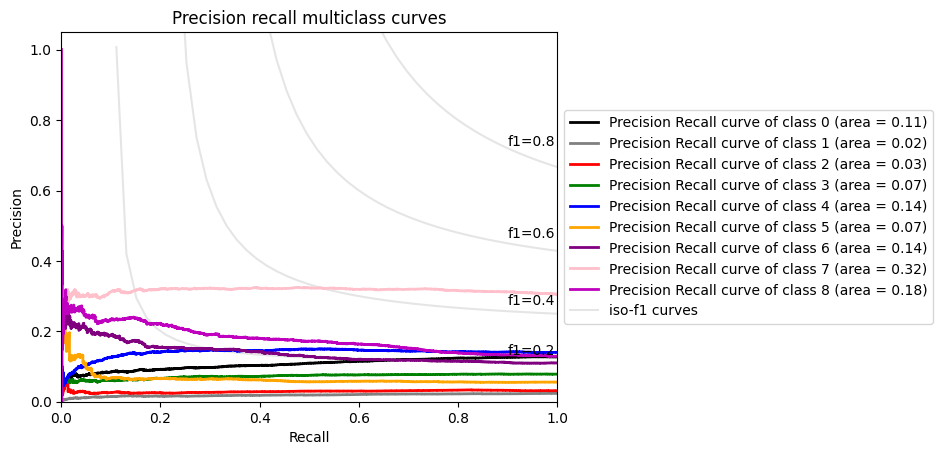 Precision recall multiclass curves
Precision
1.0
0.8
0.6
0.4
0.2
0.0
f1=0.8
f1=0.6
f1=0.4
f1=0.2
0.0 0.2 0.4 0.6 0.8 1.0
Recall
Precision Recall curve of class 0 (area = 0.11)
Precision Recall curve of class 1 (area = 0.02)
Precision Recall curve of class 2 (area = 0.03)
Precision Recall curve of class 3 (area = 0.07)
Precision Recall curve of class 4 (area = 0.14)
Precision Recall curve of class 5 (area = 0.07)
Precision Recall curve of class 6 (area = 0.14)
Precision Recall curve of class 7 (area = 0.32)
Precision Recall curve of class 8 (area = 0.18)
iso-f1 curves